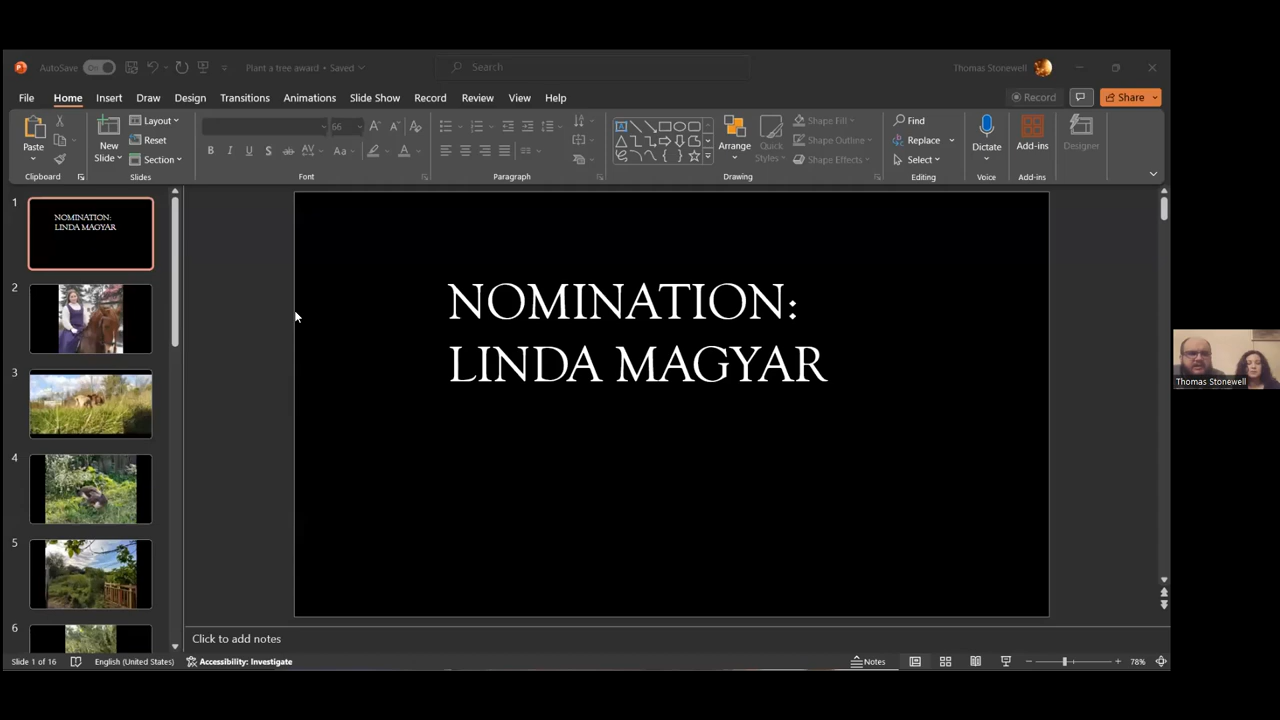 AutoSave On
Plant a tree award • Saved
Search
Thomas Stonewell
File Home Insert Draw Design Transitions Animations Slide Show Record Review View Help
Record
Share
Paste
Clipboard
New
Slide
Layout
Reset
Section
Slides
66
Font
Paragraph
Arrange
Quick
Styles
Shape Fill
Shape Outline
Shape Effects
Drawing
Find
Replace
Select
Editing
Dictate
Voice
Add-ins
Add-ins
Designer
1
NOMINATION:
LINDA MAGYAR
2
3
4
5
6
NOMINATION:
LINDA MAGYAR
Thomas Stonewell
Click to add notes
Slide 1 of 16 English (United States) Accessibility: Investigate Notes 78%